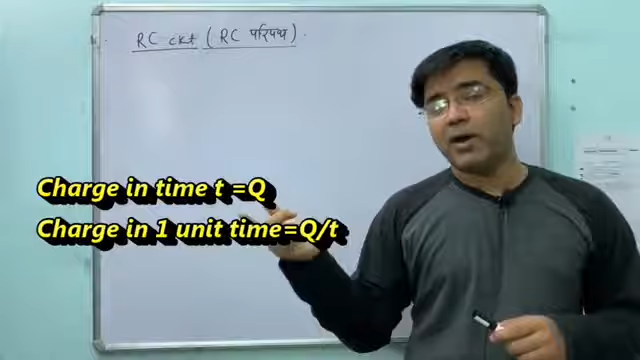 RC ckt (RC परिपथ)
Charge in time t =Q
Charge in 1 unit time=Q/t